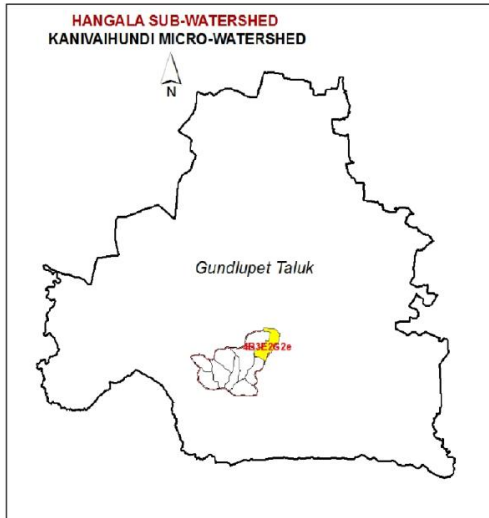 HANGALA SUB-WATERSHED
KANIVAIHUNDI MICRO-WATERSHED
N
Gundlupet Taluk
4B3E2G2e